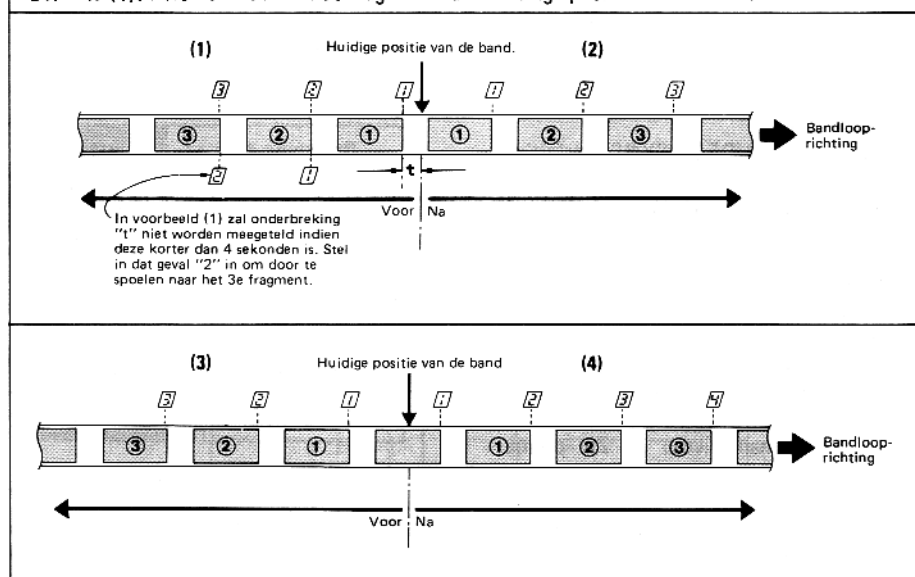 (1)
Huidige positie van de band.
(2)
3 2 1 1 2 3
3 2 1 1 2 3
Bandloop-
richting
2 1
t
Voor Na
In voorbeeld (1) zal onderbreking
"t" niet worden meegeteld indien
deze korter dan 4 sekonden is. Stel
in dat geval "2" in om door te
spoelen naar het 3e fragment.
(3)
Huidige positie van de band
(4)
3 2 1 1 2 3 4
3 2 1 1 2 3
Bandloop-
richting
Voor Na